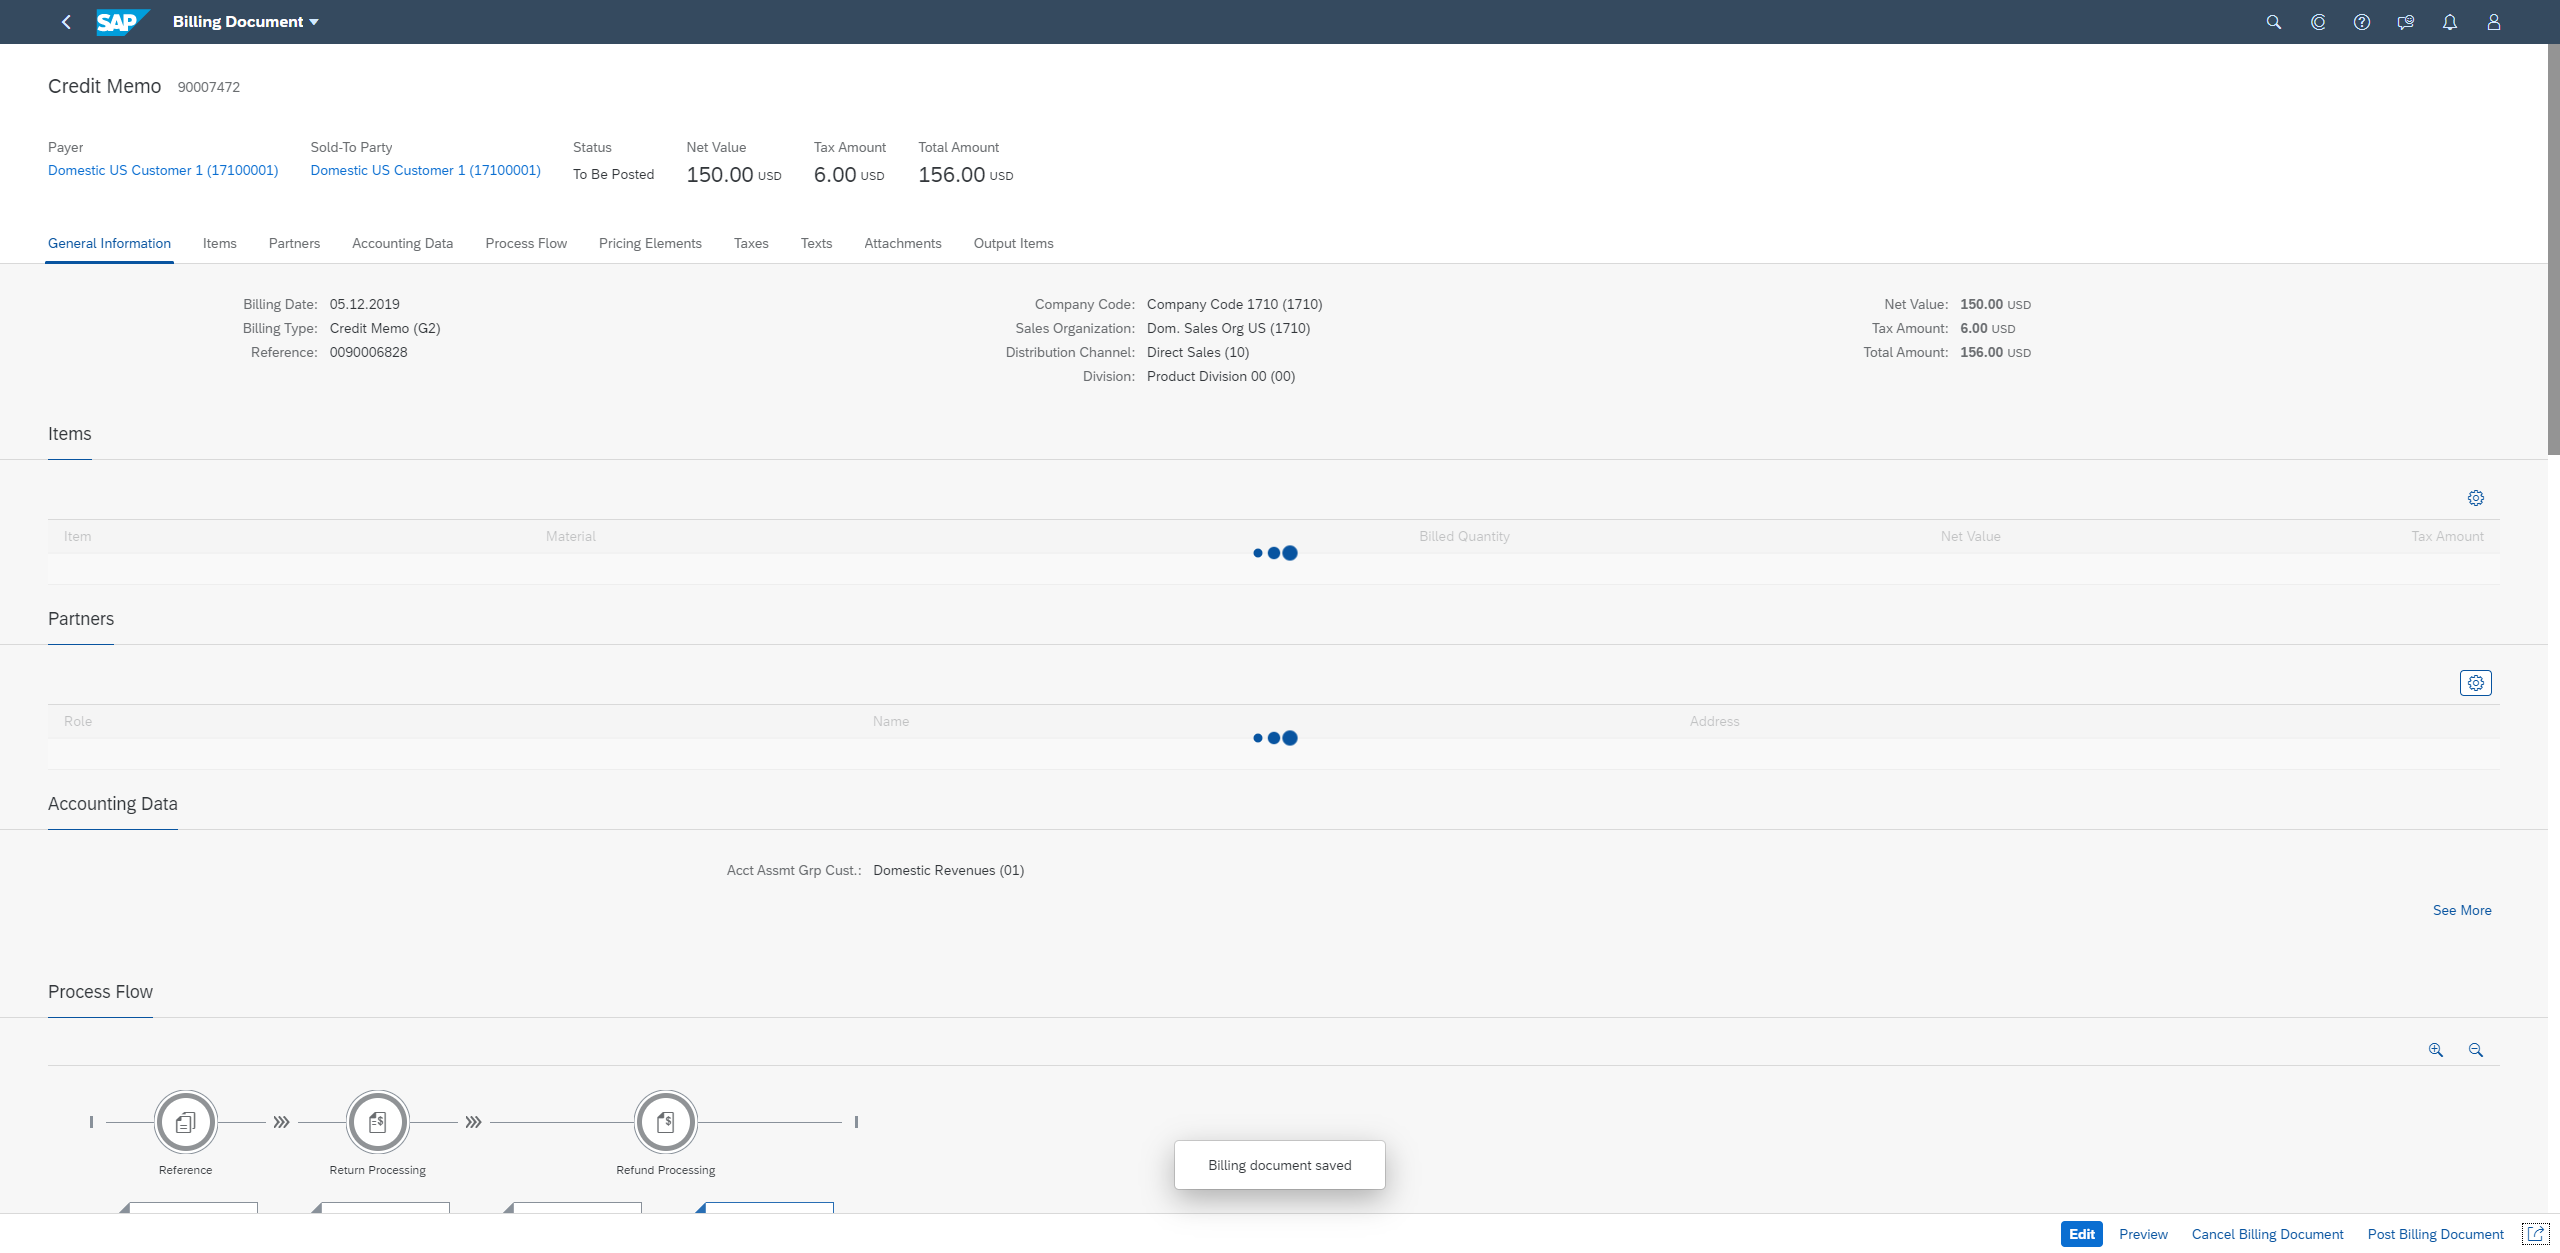 SAP Billing Document
Credit Memo 90007472
Payer Sold-To Party Status Net Value Tax Amount Total Amount
Domestic US Customer 1 (17100001) Domestic US Customer 1 (17100001) To Be Posted 150.00 USD 6.00 USD 156.00 USD
General Information Items Partners Accounting Data Process Flow Pricing Elements Taxes Texts Attachments Output Items
Billing Date: 05.12.2019 Company Code: Company Code 1710 (1710) Net Value: 150.00 USD
Billing Type: Credit Memo (G2) Sales Organization: Dom. Sales Org US (1710) Tax Amount: 6.00 USD
Reference: 0090006828 Distribution Channel: Direct Sales (10) Total Amount: 156.00 USD
Division: Product Division 00 (00)
Items
Item Material Billed Quantity Net Value Tax Amount
Partners
Role Name Address
Accounting Data
Acct Assmt Grp Cust.: Domestic Revenues (01)
See More
Process Flow
Reference Return Processing Refund Processing
Billing document saved
Edit Preview Cancel Billing Document Post Billing Document